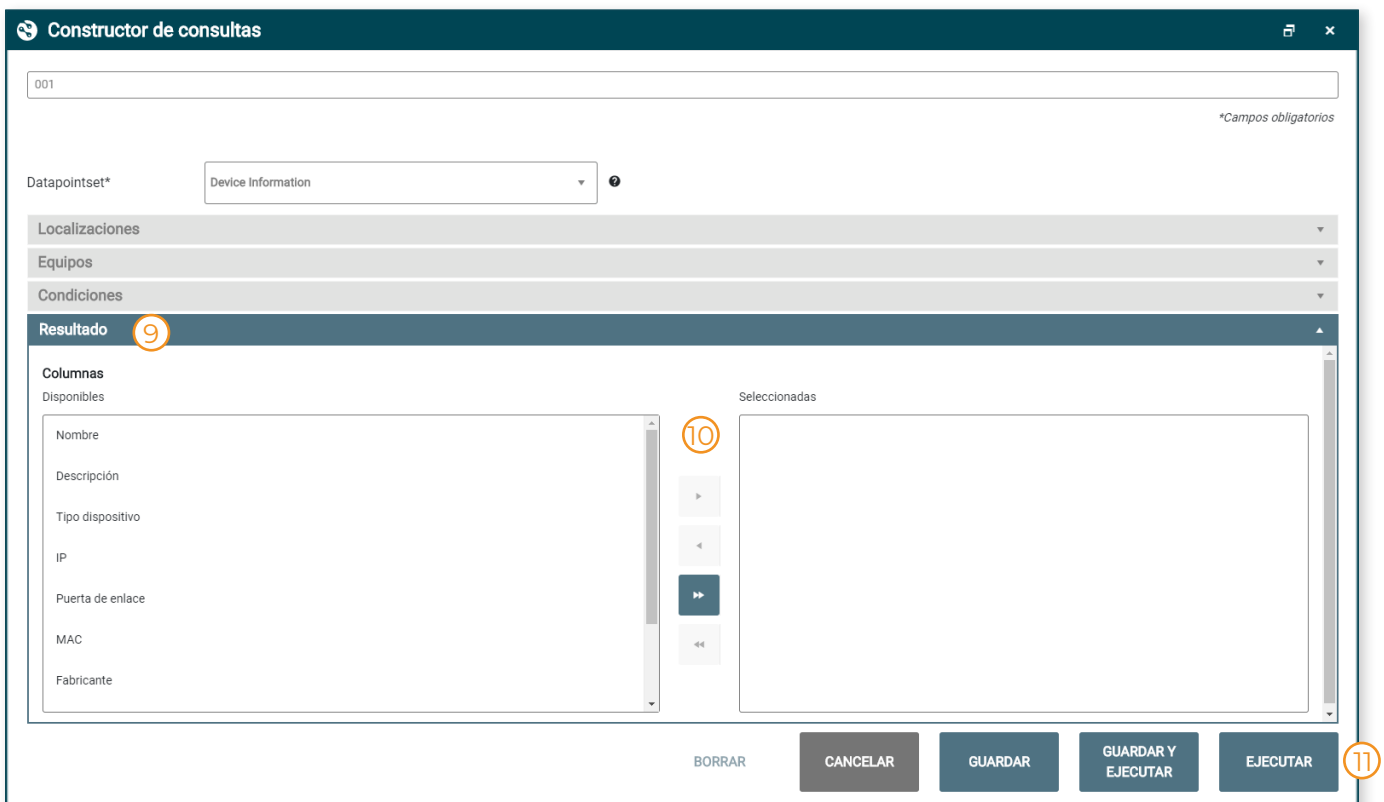 Constructor de consultas
001
*Campos obligatorios
Datapointset*
Device Information
?
Localizaciones
Equipos
Condiciones
Resultado
9
Columnas
Disponibles
Seleccionadas
10
Nombre
Descripción
Tipo dispositivo
IP
Puerta de enlace
MAC
Fabricante
BORRAR
CANCELAR
GUARDAR
GUARDAR Y
EJECUTAR
EJECUTAR
11